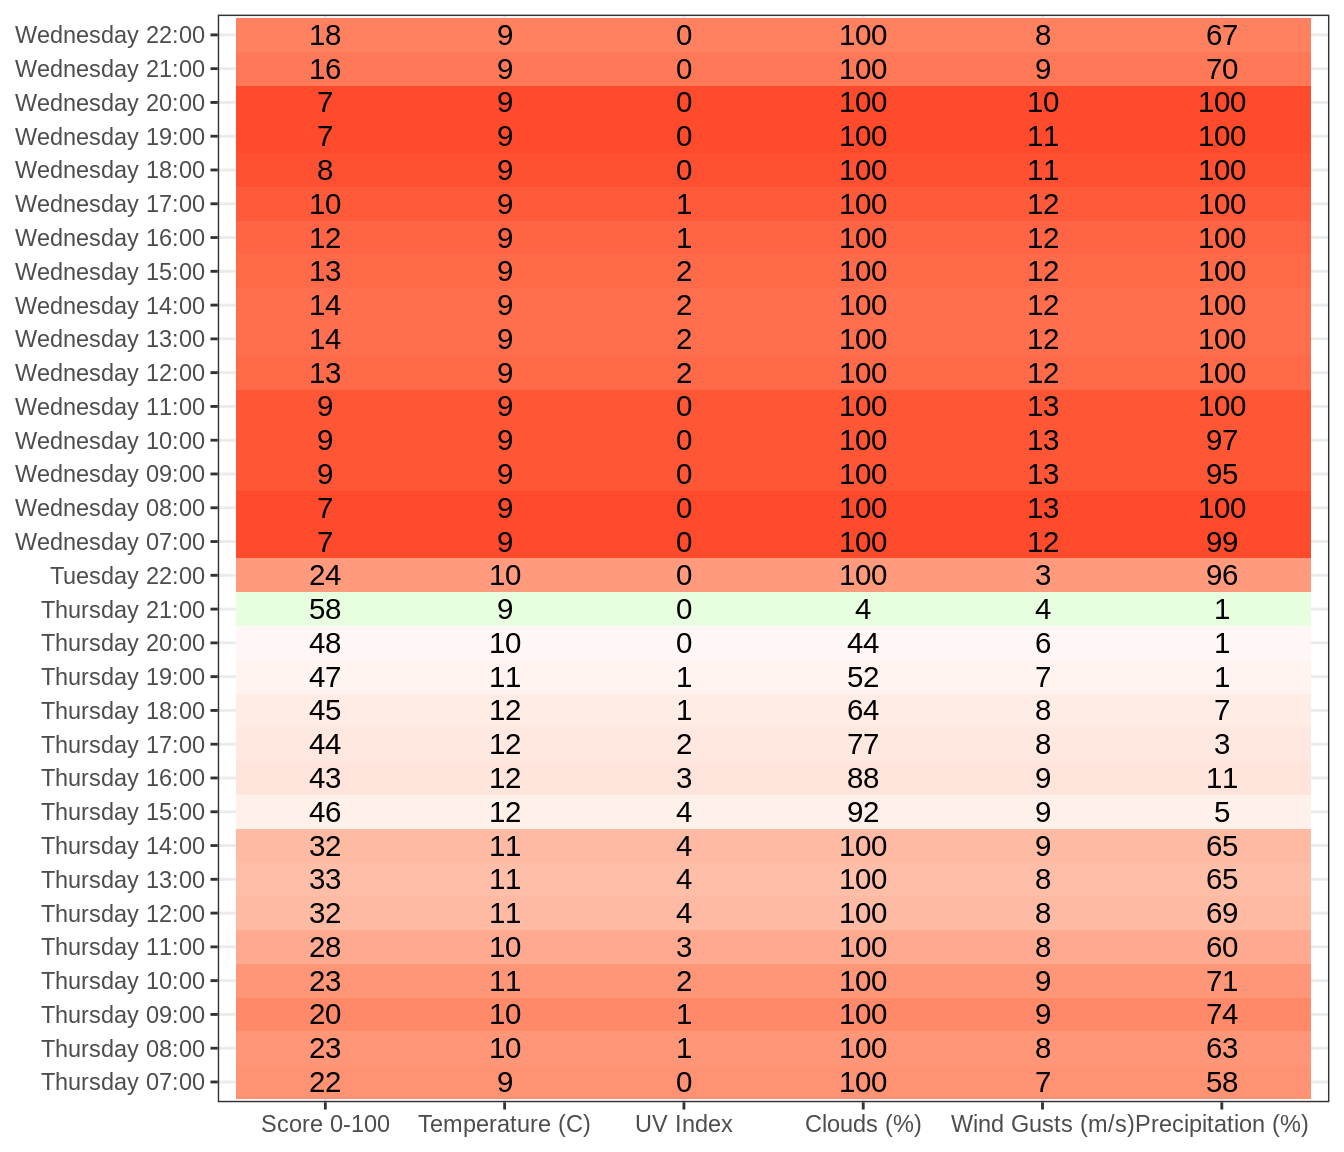 Wednesday 22:00 18 9 0 100 8 67
Wednesday 21:00 16 9 0 100 9 70
Wednesday 20:00 7 9 0 100 10 100
Wednesday 19:00 7 9 0 100 11 100
Wednesday 18:00 8 9 0 100 11 100
Wednesday 17:00 10 9 1 100 12 100
Wednesday 16:00 12 9 1 100 12 100
Wednesday 15:00 13 9 2 100 12 100
Wednesday 14:00 14 9 2 100 12 100
Wednesday 13:00 14 9 2 100 12 100
Wednesday 12:00 13 9 2 100 12 100
Wednesday 11:00 9 9 0 100 13 100
Wednesday 10:00 9 9 0 100 13 97
Wednesday 09:00 9 9 0 100 13 95
Wednesday 08:00 7 9 0 100 13 100
Wednesday 07:00 7 9 0 100 12 99
Tuesday 22:00 24 10 0 100 3 96
Thursday 21:00 58 9 0 4 4 1
Thursday 20:00 48 10 0 44 6 1
Thursday 19:00 47 11 1 52 7 1
Thursday 18:00 45 12 1 64 8 7
Thursday 17:00 44 12 2 77 8 3
Thursday 16:00 43 12 3 88 9 11
Thursday 15:00 46 12 4 92 9 5
Thursday 14:00 32 11 4 100 9 65
Thursday 13:00 33 11 4 100 8 65
Thursday 12:00 32 11 4 100 8 69
Thursday 11:00 28 10 3 100 8 60
Thursday 10:00 23 11 2 100 9 71
Thursday 09:00 20 10 1 100 9 74
Thursday 08:00 23 10 1 100 8 63
Thursday 07:00 22 9 0 100 7 58
Score 0-100 Temperature (C) UV Index Clouds (%) Wind Gusts (m/s) Precipitation (%)